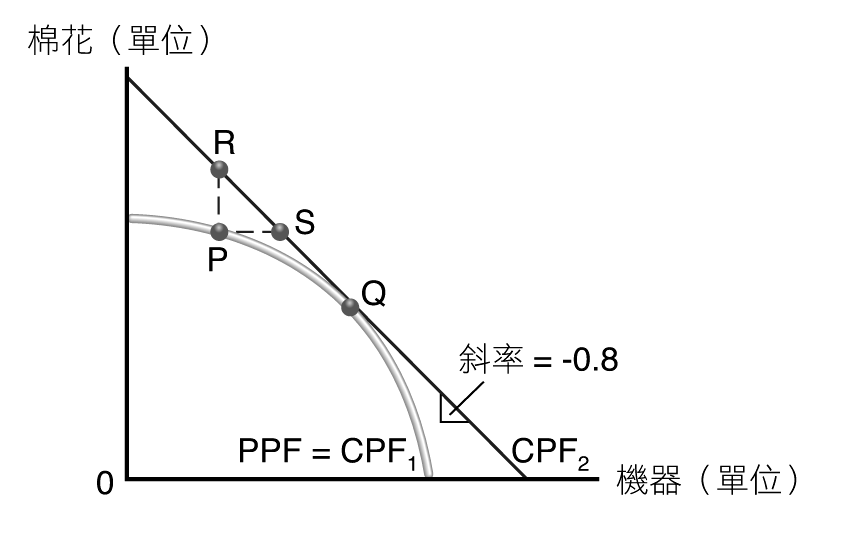 棉花（單位）
R
S
P
Q
斜率 = -0.8
PPF = CPF₁
CPF₂
0
機器（單位）